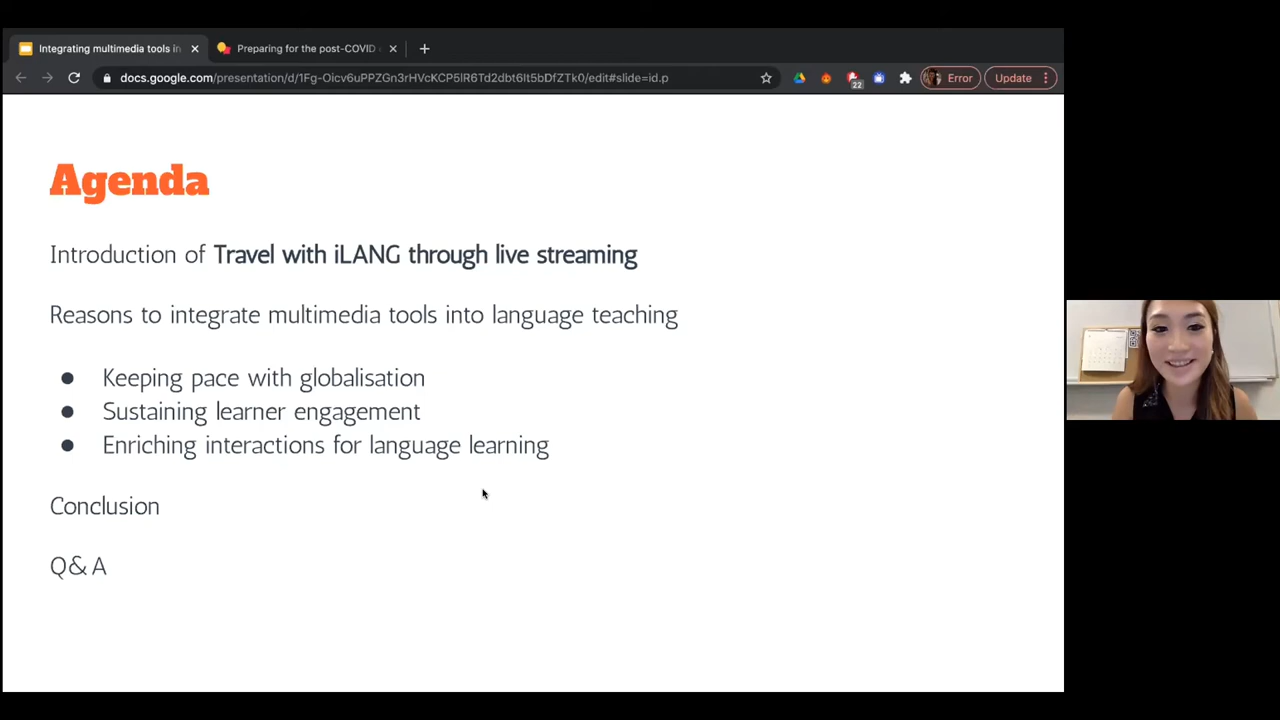 Integrating multimedia tools in
Preparing for the post-COVID
docs.google.com/presentation/d/1Fg-Oicv6uPPZGn3rHVcKCP5lR6Td2dbt6lt5bDfZTk0/edit#slide=id.p
22
Error
Update
Agenda
Introduction of Travel with iLANG through live streaming
Reasons to integrate multimedia tools into language teaching
● Keeping pace with globalisation
● Sustaining learner engagement
● Enriching interactions for language learning
Conclusion
Q& A